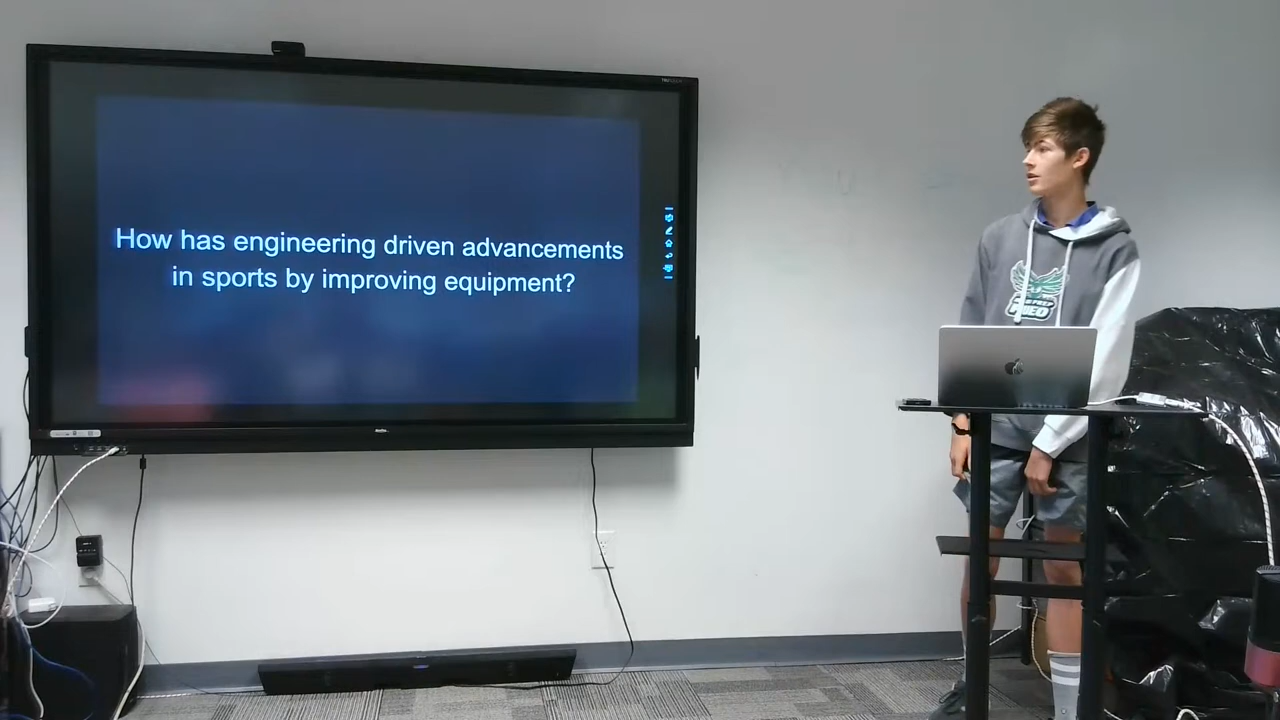 How has engineering driven advancements
in sports by improving equipment?